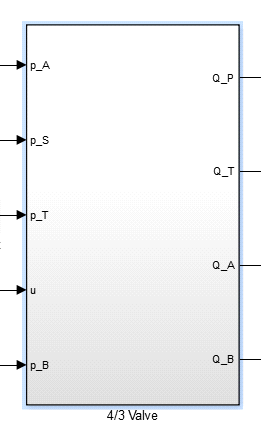 p_A
Q_P
p_S
Q_T
p_T
Q_A
u
Q_B
p_B
4/3 Valve